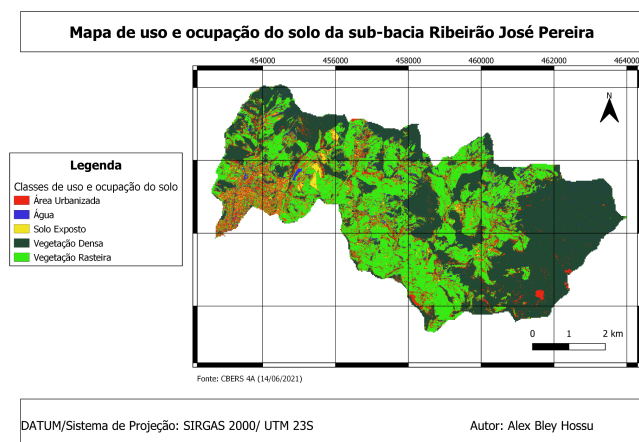 Mapa de uso e ocupação do solo da sub-bacia Ribeirão José Pereira
454000 456000 458000 460000 462000 464000
N
Legenda
Classes de uso e ocupação do solo
Área Urbanizada
Água
Solo Exposto
Vegetação Densa
Vegetação Rasteira
0 1 2 km
Fonte: CBERS 4A (14/06/2021)
DATUM/Sistema de Projeção: SIRGAS 2000/ UTM 23S
Autor: Alex Bley Hossu